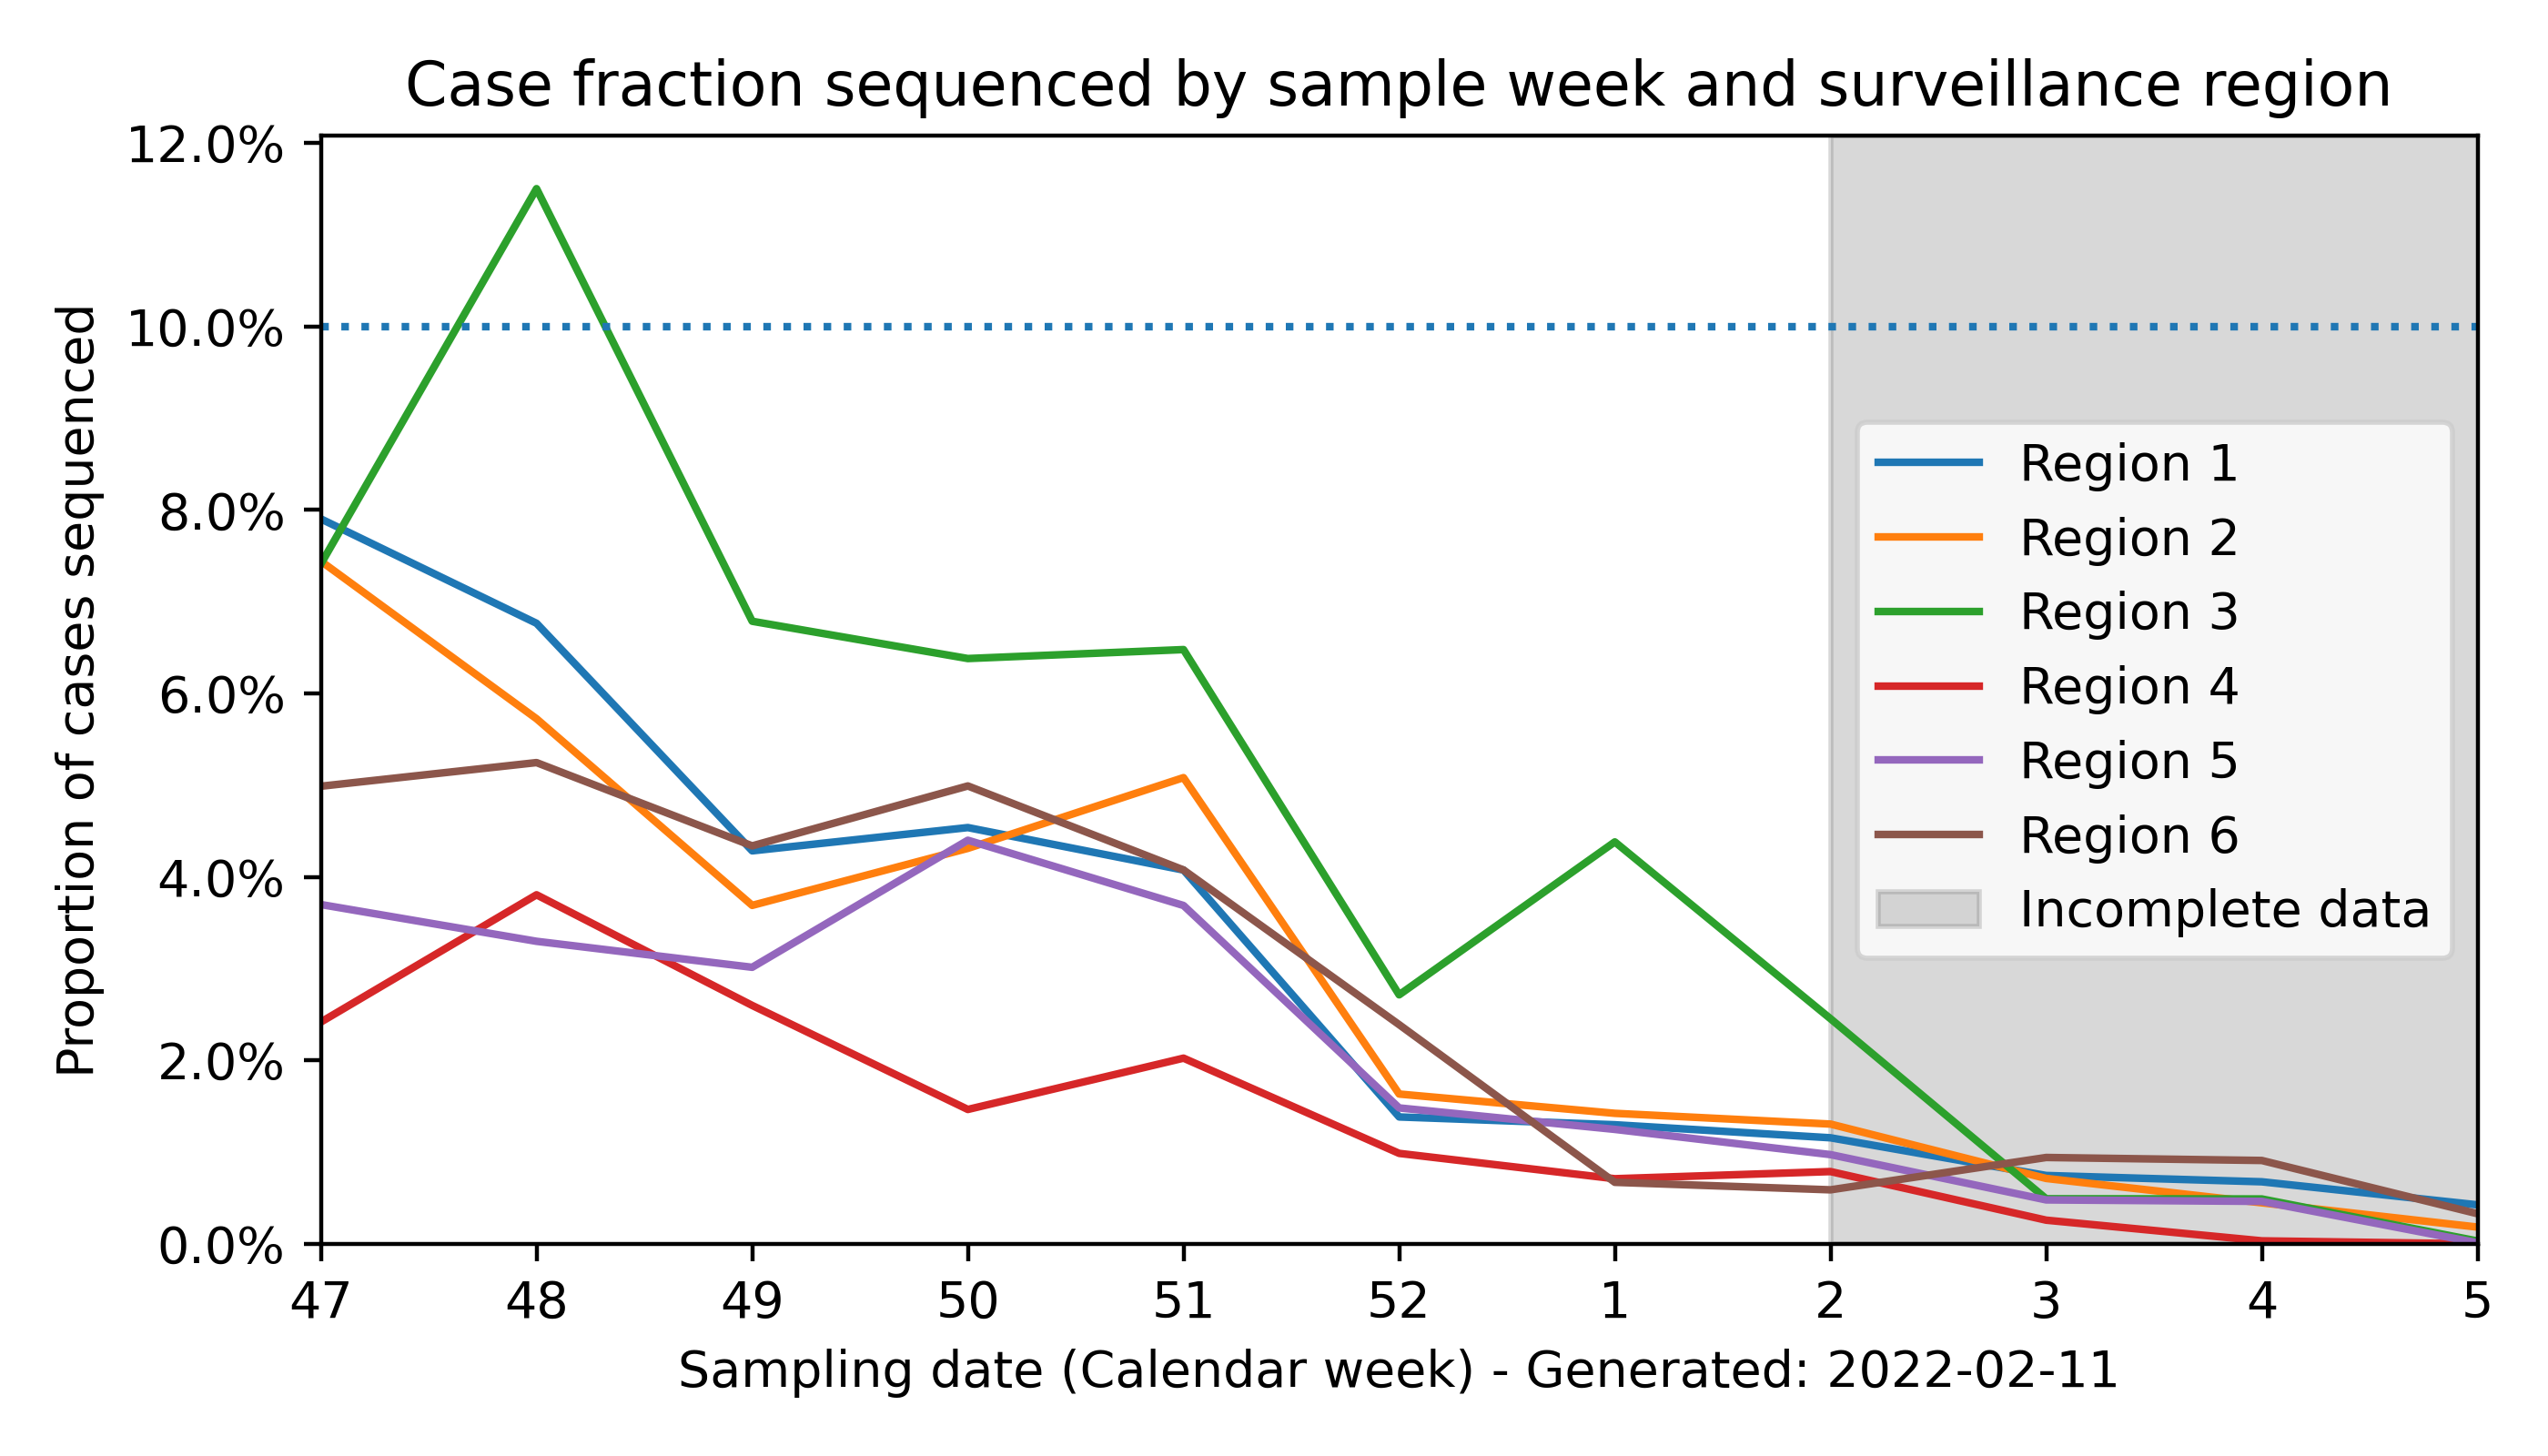 Case fraction sequenced by sample week and surveillance region
Proportion of cases sequenced
12.0%
10.0%
8.0%
6.0%
4.0%
2.0%
0.0%
Region 1
Region 2
Region 3
Region 4
Region 5
Region 6
Incomplete data
47 48 49 50 51 52 1 2 3 4 5
Sampling date (Calendar week) - Generated: 2022-02-11